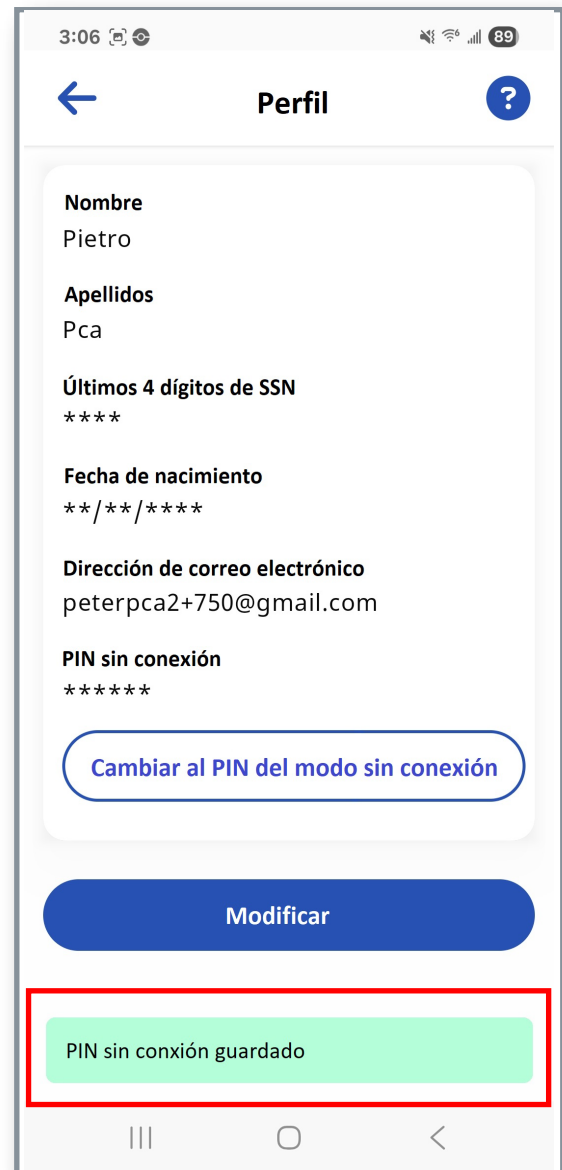 3:06
89
Perfil
?
Nombre
Pietro
Apellidos
Pca
Últimos 4 dígitos de SSN
****
Fecha de nacimiento
**/**/****
Dirección de correo electrónico
peterpca2+750@gmail.com
PIN sin conexión
******
Cambiar al PIN del modo sin conexión
Modificar
PIN sin conxión guardado